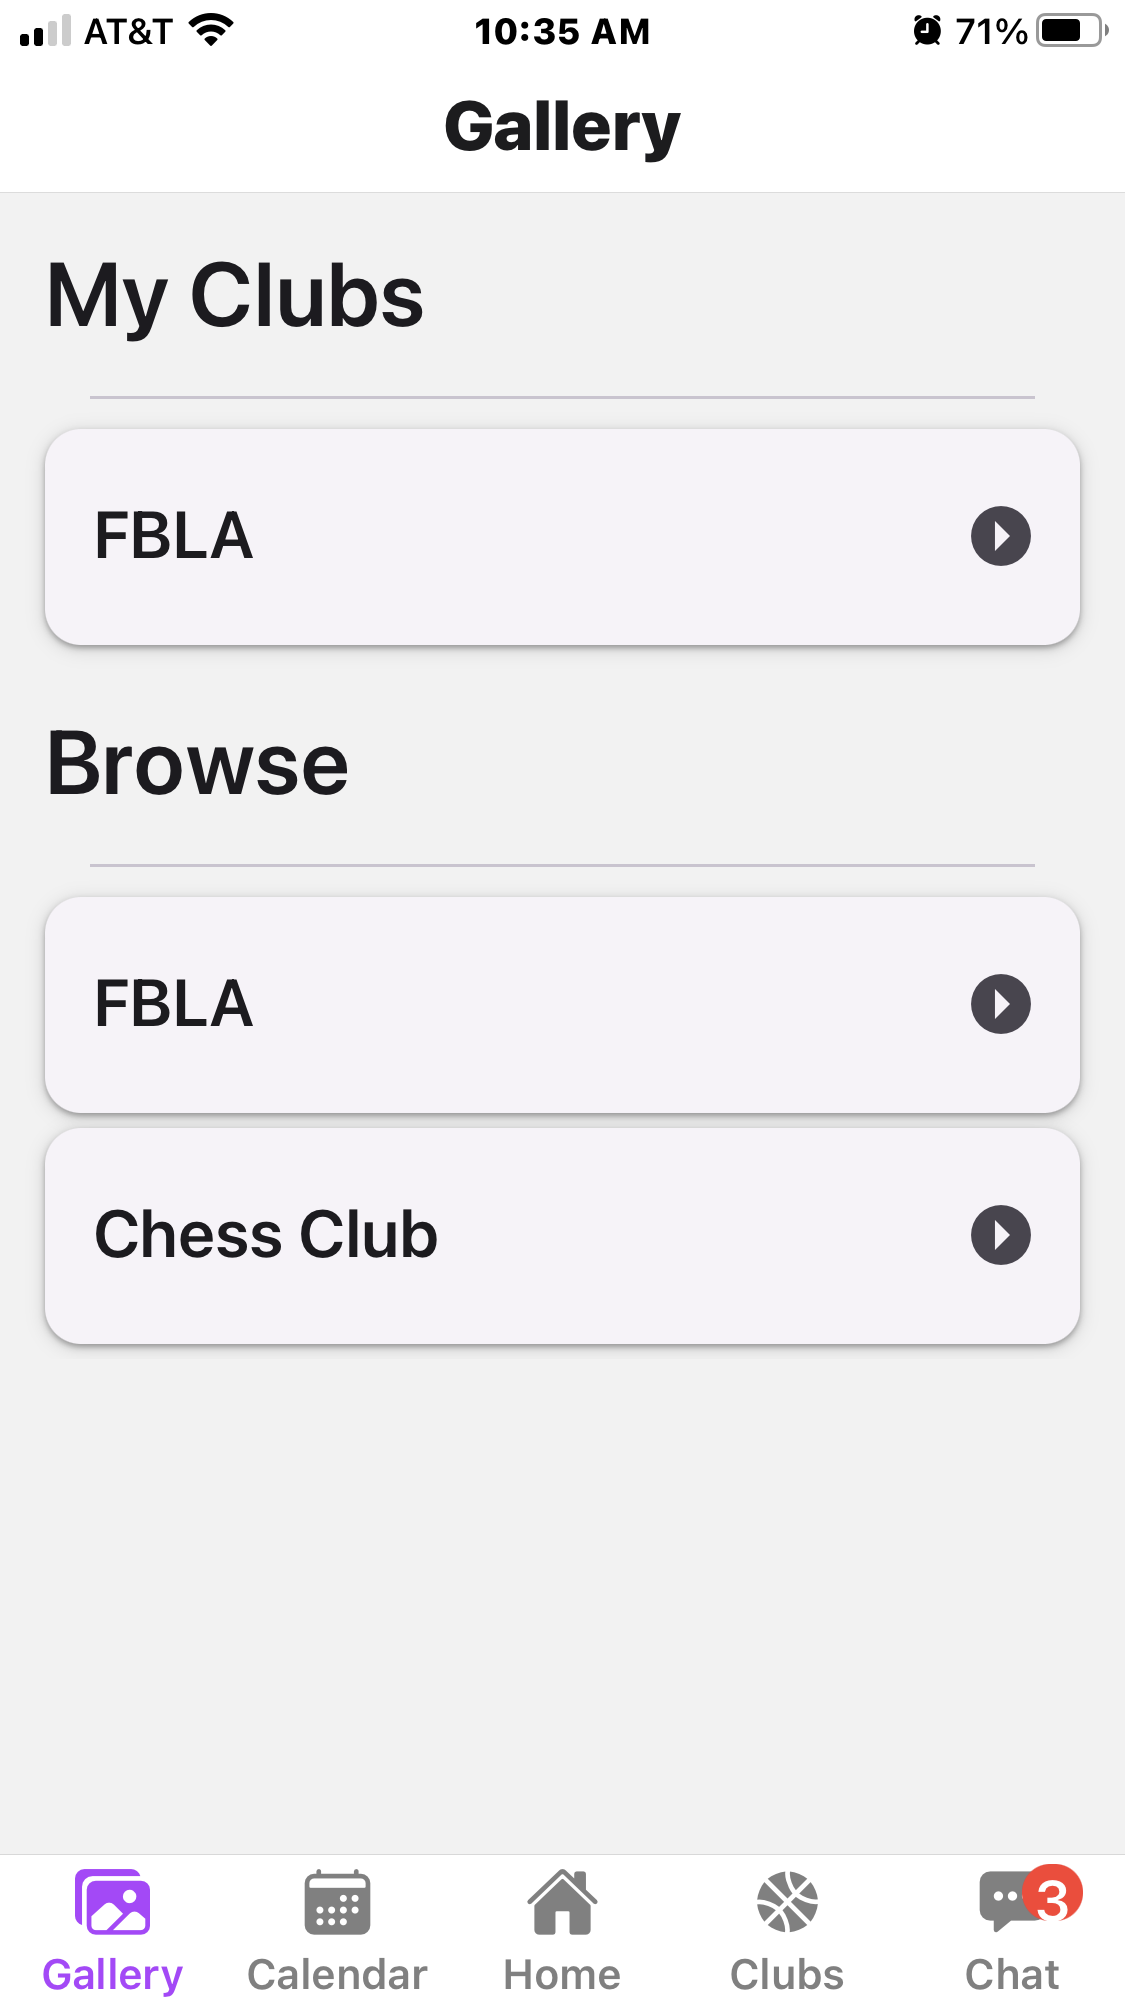 AT&T 10:35 AM 71%
Gallery
My Clubs
FBLA
Browse
FBLA
Chess Club
3
Gallery Calendar Home Clubs Chat